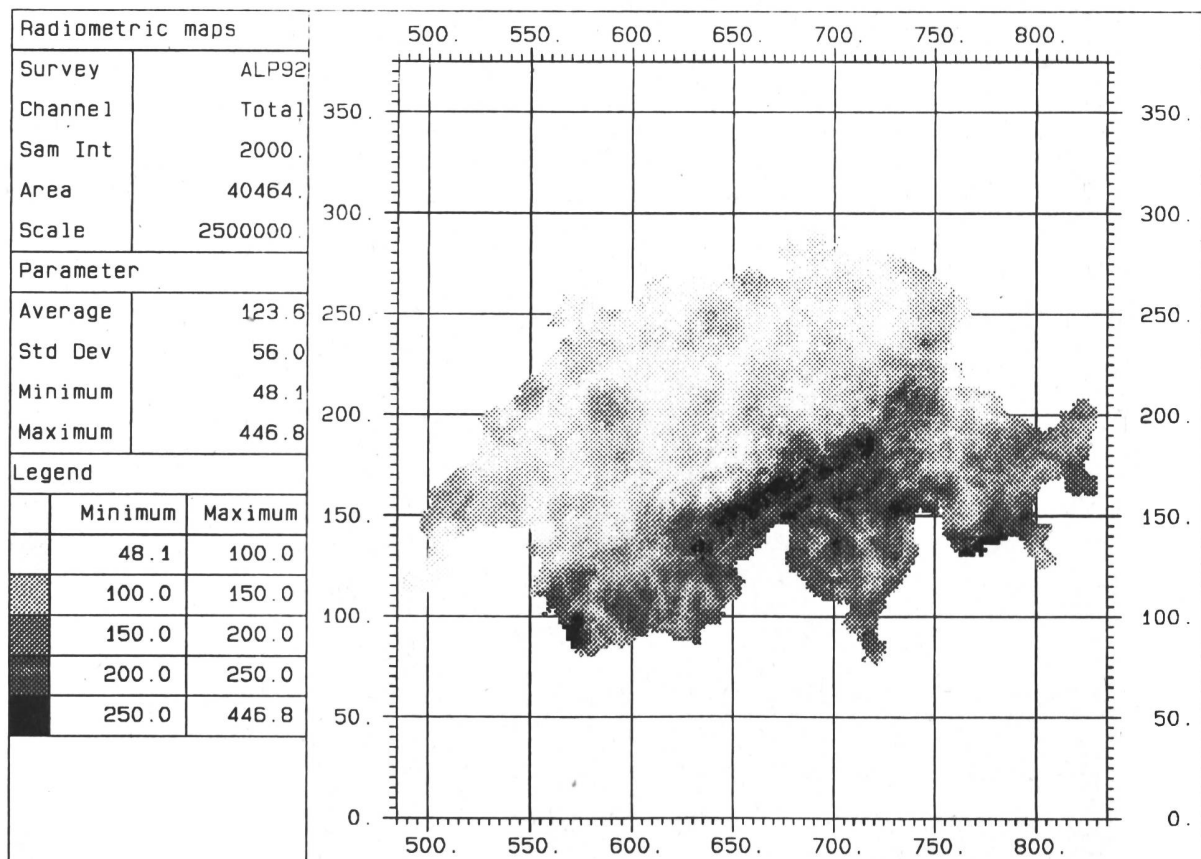 Radiometric maps
Survey ALP92
Channel Total
Sam Int 2000.
Area 40464.
Scale 2500000.
Parameter
Average 123.6
Std Dev 56.0
Minimum 48.1
Maximum 446.8
Legend
Minimum Maximum
48.1 100.0
100.0 150.0
150.0 200.0
200.0 250.0
250.0 446.8
500. 550. 600. 650. 700. 750. 800.
350. 350.
300. 300.
250. 250.
200. 200.
150. 150.
100. 100.
50. 50.
0. 0.
500. 550. 600. 650. 700. 750. 800.